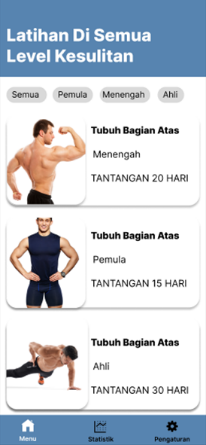 Latihan Di Semua
Level Kesulitan
Semua
Pemula
Menengah
Ahli
Tubuh Bagian Atas
Menengah
TANTANGAN 20 HARI
Tubuh Bagian Atas
Pemula
TANTANGAN 15 HARI
Tubuh Bagian Atas
Ahli
TANTANGAN 30 HARI
Menu
Statistik
Pengaturan